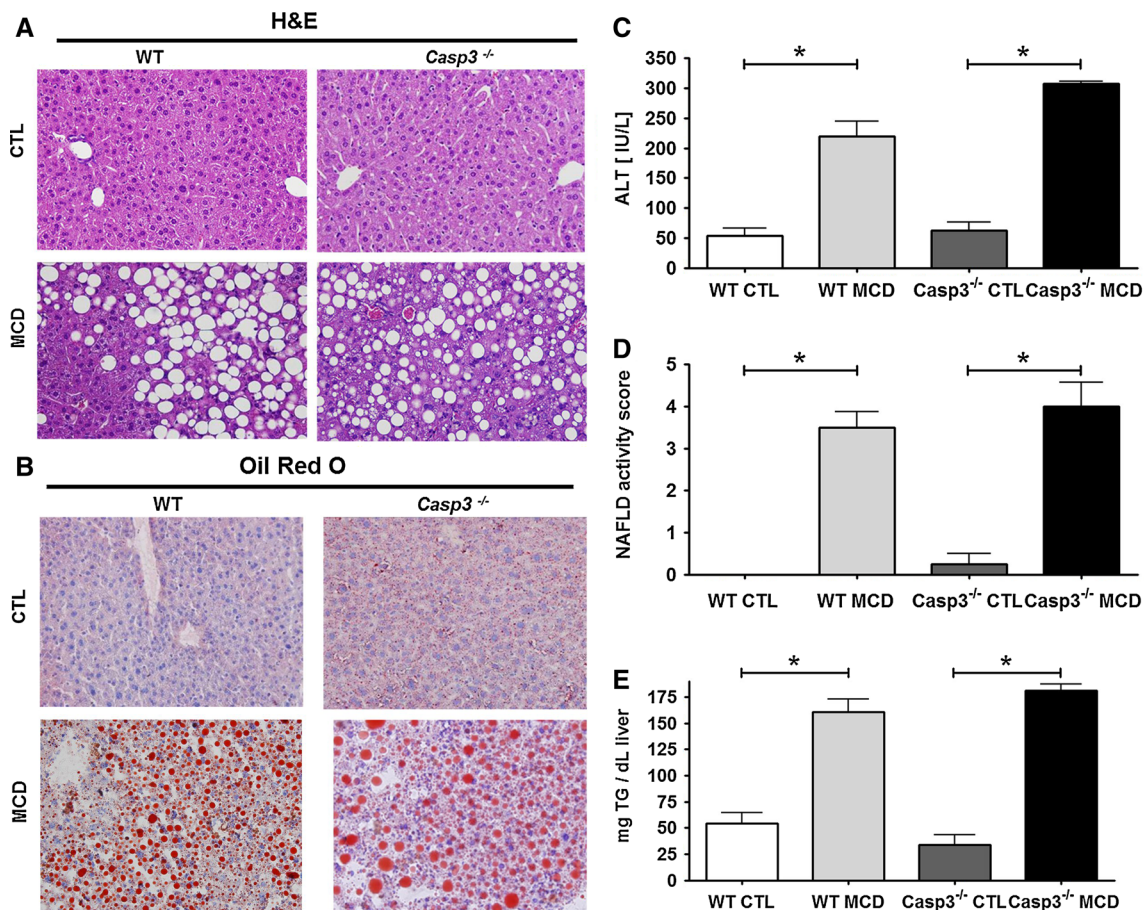 A
H&E
WT
Casp3 -/-
CTL
MCD
B
Oil Red O
WT
Casp3 -/-
CTL
MCD
C
ALT [ IU/L]
350
300
250
200
150
100
50
0
* *
WT CTL WT MCD Casp3-/- CTL Casp3-/- MCD
D
NAFLD activity score
5
4
3
2
1
0
* *
WT CTL WT MCD Casp3-/- CTL Casp3-/- MCD
E
mg TG / dL liver
175
150
125
100
75
50
25
0
* *
WT CTL WT MCD Casp3-/- CTL Casp3-/- MCD